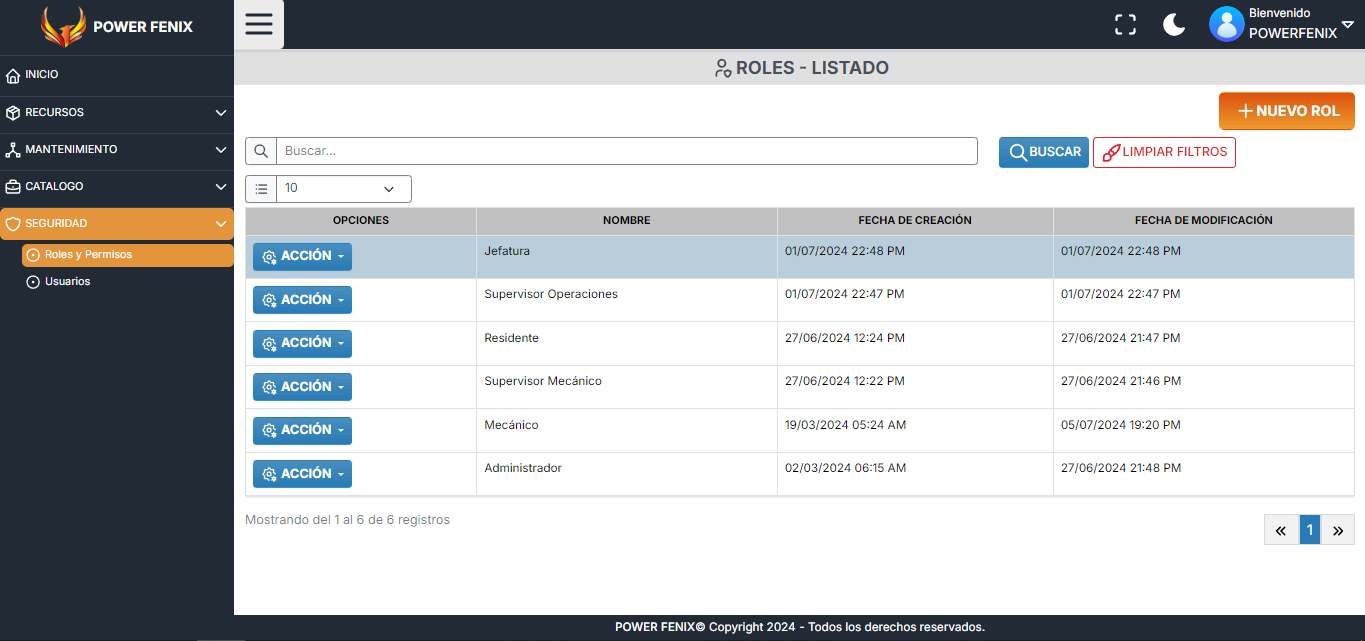 POWER FENIX
Bienvenido
POWERFENIX
INICIO
RECURSOS
MANTENIMIENTO
CATALOGO
SEGURIDAD
Roles y Permisos
Usuarios
ROLES - LISTADO
NUEVO ROL
Buscar...
BUSCAR
LIMPIAR FILTROS
10
OPCIONES NOMBRE FECHA DE CREACIÓN FECHA DE MODIFICACIÓN
ACCIÓN Jefatura 01/07/2024 22:48 PM 01/07/2024 22:48 PM
ACCIÓN Supervisor Operaciones 01/07/2024 22:47 PM 01/07/2024 22:47 PM
ACCIÓN Residente 27/06/2024 12:24 PM 27/06/2024 21:47 PM
ACCIÓN Supervisor Mecánico 27/06/2024 12:22 PM 27/06/2024 21:46 PM
ACCIÓN Mecánico 19/03/2024 05:24 AM 05/07/2024 19:20 PM
ACCIÓN Administrador 02/03/2024 06:15 AM 27/06/2024 21:48 PM
Mostrando del 1 al 6 de 6 registros
« 1 »
POWER FENIX© Copyright 2024 - Todos los derechos reservados.